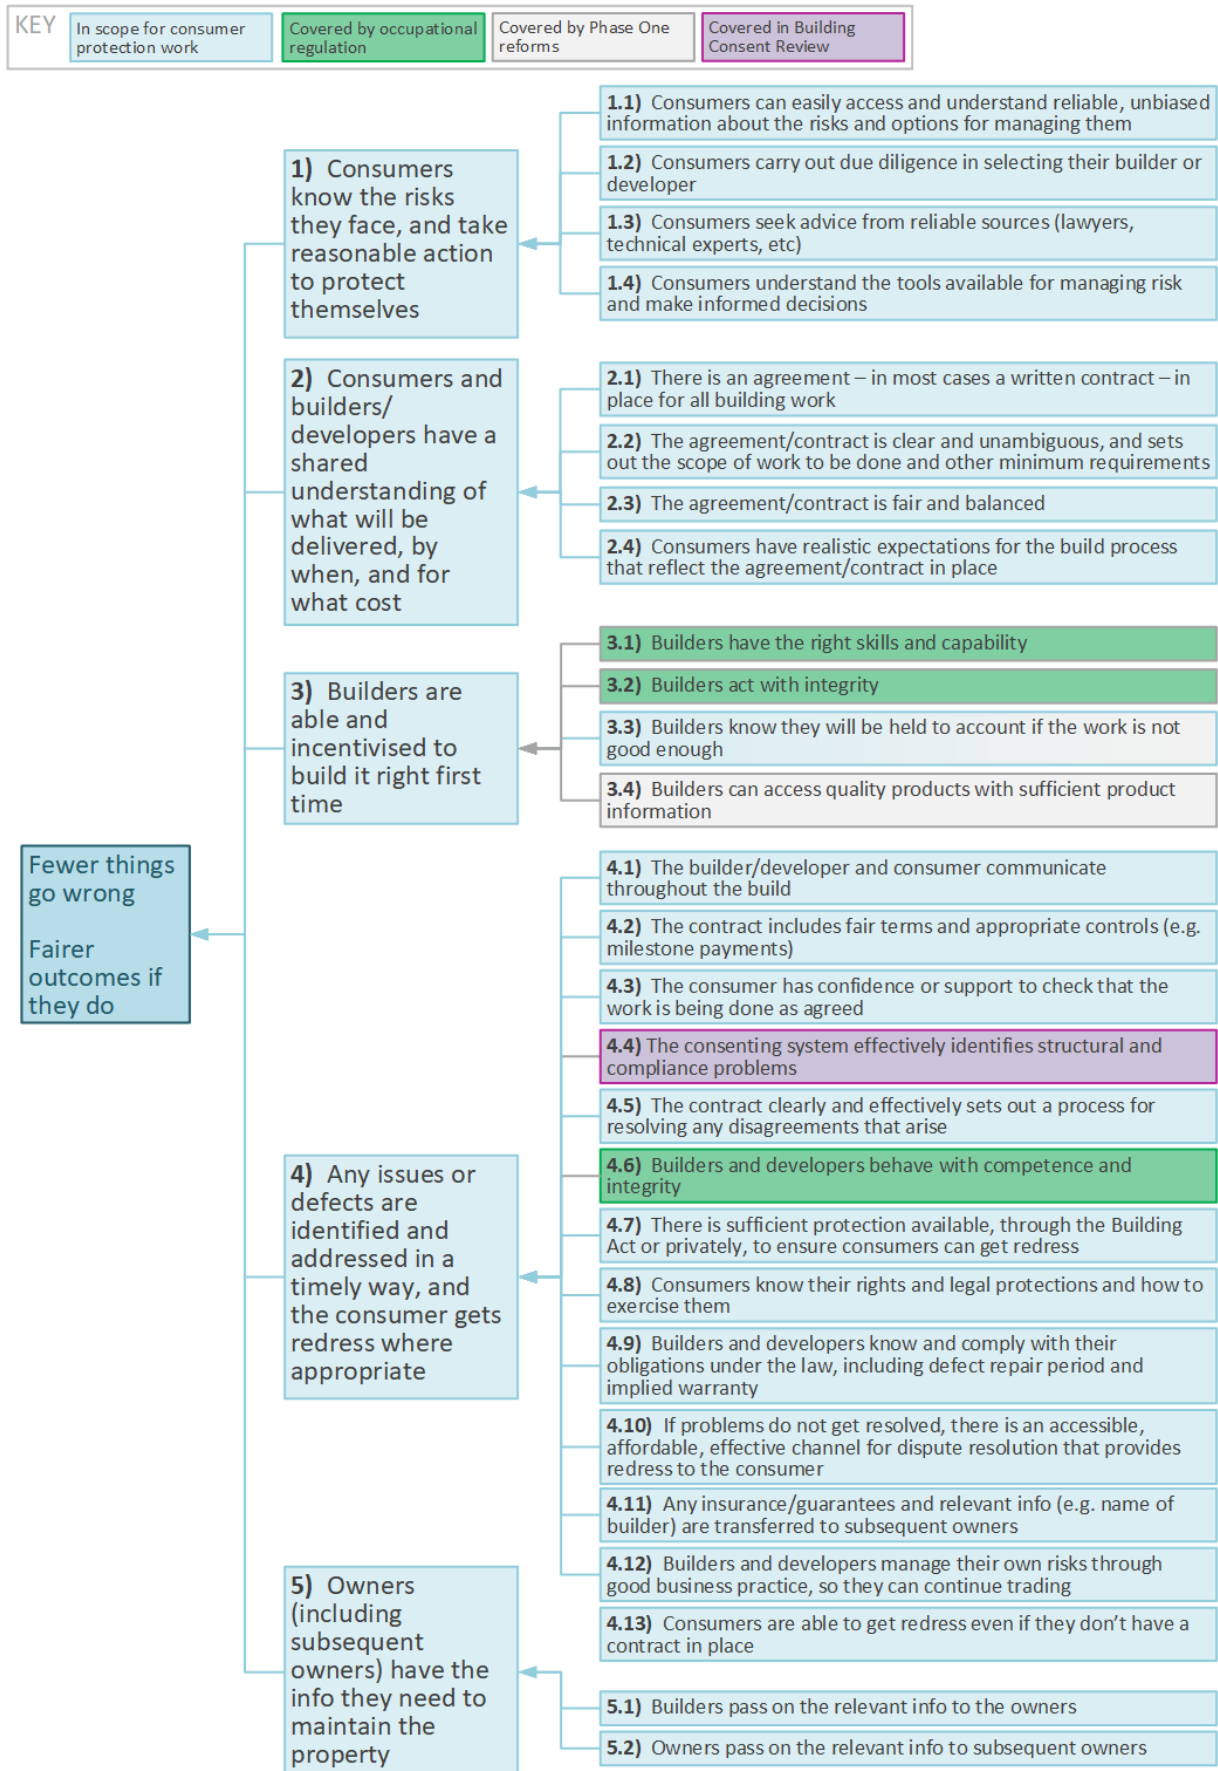 KEY
In scope for consumer
protection work
Covered by occupational
regulation
Covered by Phase One
reforms
Covered in Building
Consent Review
Fewer things
go wrong
Fairer
outcomes if
they do
1) Consumers
know the risks
they face, and take
reasonable action
to protect
themselves
1.1) Consumers can easily access and understand reliable, unbiased
information about the risks and options for managing them
1.2) Consumers carry out due diligence in selecting their builder or
developer
1.3) Consumers seek advice from reliable sources (lawyers,
technical experts, etc)
1.4) Consumers understand the tools available for managing risk
and make informed decisions
2) Consumers and
builders/
developers have a
shared
understanding of
what will be
delivered, by
when, and for
what cost
2.1) There is an agreement – in most cases a written contract – in
place for all building work
2.2) The agreement/contract is clear and unambiguous, and sets
out the scope of work to be done and other minimum requirements
2.3) The agreement/contract is fair and balanced
2.4) Consumers have realistic expectations for the build process
that reflect the agreement/contract in place
3) Builders are
able and
incentivised to
build it right first
time
3.1) Builders have the right skills and capability
3.2) Builders act with integrity
3.3) Builders know they will be held to account if the work is not
good enough
3.4) Builders can access quality products with sufficient product
information
4) Any issues or
defects are
identified and
addressed in a
timely way, and
the consumer gets
redress where
appropriate
4.1) The builder/developer and consumer communicate
throughout the build
4.2) The contract includes fair terms and appropriate controls (e.g.
milestone payments)
4.3) The consumer has confidence or support to check that the
work is being done as agreed
4.4) The consenting system effectively identifies structural and
compliance problems
4.5) The contract clearly and effectively sets out a process for
resolving any disagreements that arise
4.6) Builders and developers behave with competence and
integrity
4.7) There is sufficient protection available, through the Building
Act or privately, to ensure consumers can get redress
4.8) Consumers know their rights and legal protections and how to
exercise them
4.9) Builders and developers know and comply with their
obligations under the law, including defect repair period and
implied warranty
4.10) If problems do not get resolved, there is an accessible,
affordable, effective channel for dispute resolution that provides
redress to the consumer
4.11) Any insurance/guarantees and relevant info (e.g. name of
builder) are transferred to subsequent owners
4.12) Builders and developers manage their own risks through
good business practice, so they can continue trading
4.13) Consumers are able to get redress even if they don’t have a
contract in place
5) Owners
(including
subsequent
owners) have the
info they need to
maintain the
property
5.1) Builders pass on the relevant info to the owners
5.2) Owners pass on the relevant info to subsequent owners